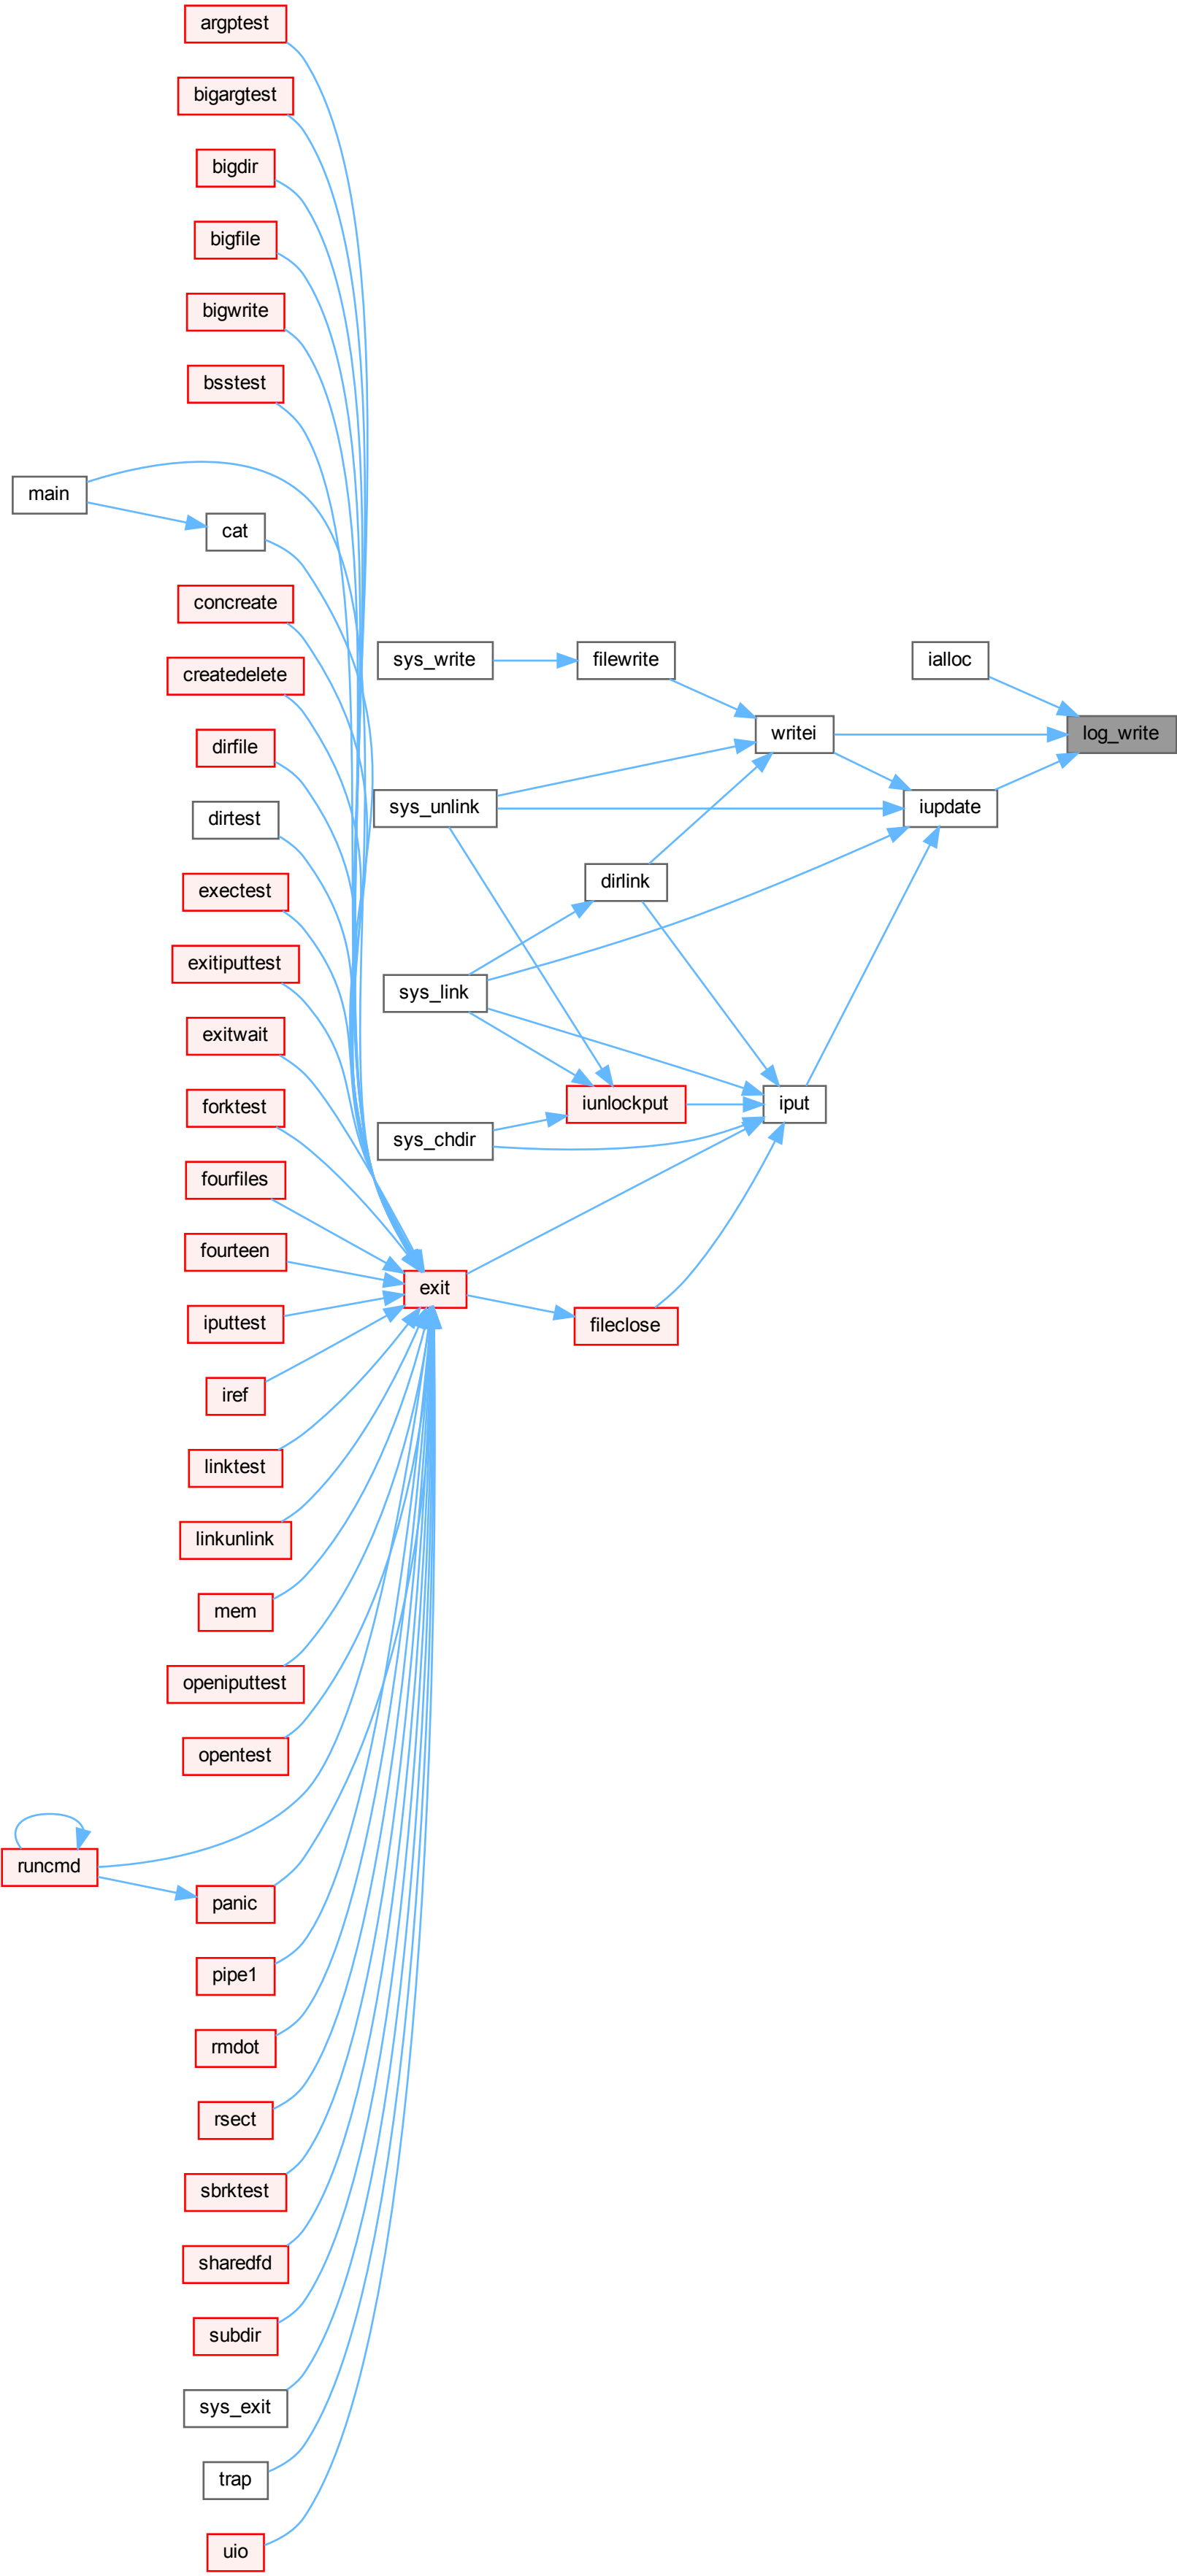 argptest
bigargtest
bigdir
bigfile
bigwrite
bsstest
main
cat
concreate
createdelete
sys_write
filewrite
ialloc
dirfile
writei
log_write
dirtest
sys_unlink
iupdate
exectest
dirlink
exitiputtest
sys_link
exitwait
forktest
iunlockput
iput
sys_chdir
fourfiles
fourteen
exit
iputtest
fileclose
iref
linktest
linkunlink
mem
openiputtest
opentest
runcmd
panic
pipe1
rmdot
rsect
sbrktest
sharedfd
subdir
sys_exit
trap
uio